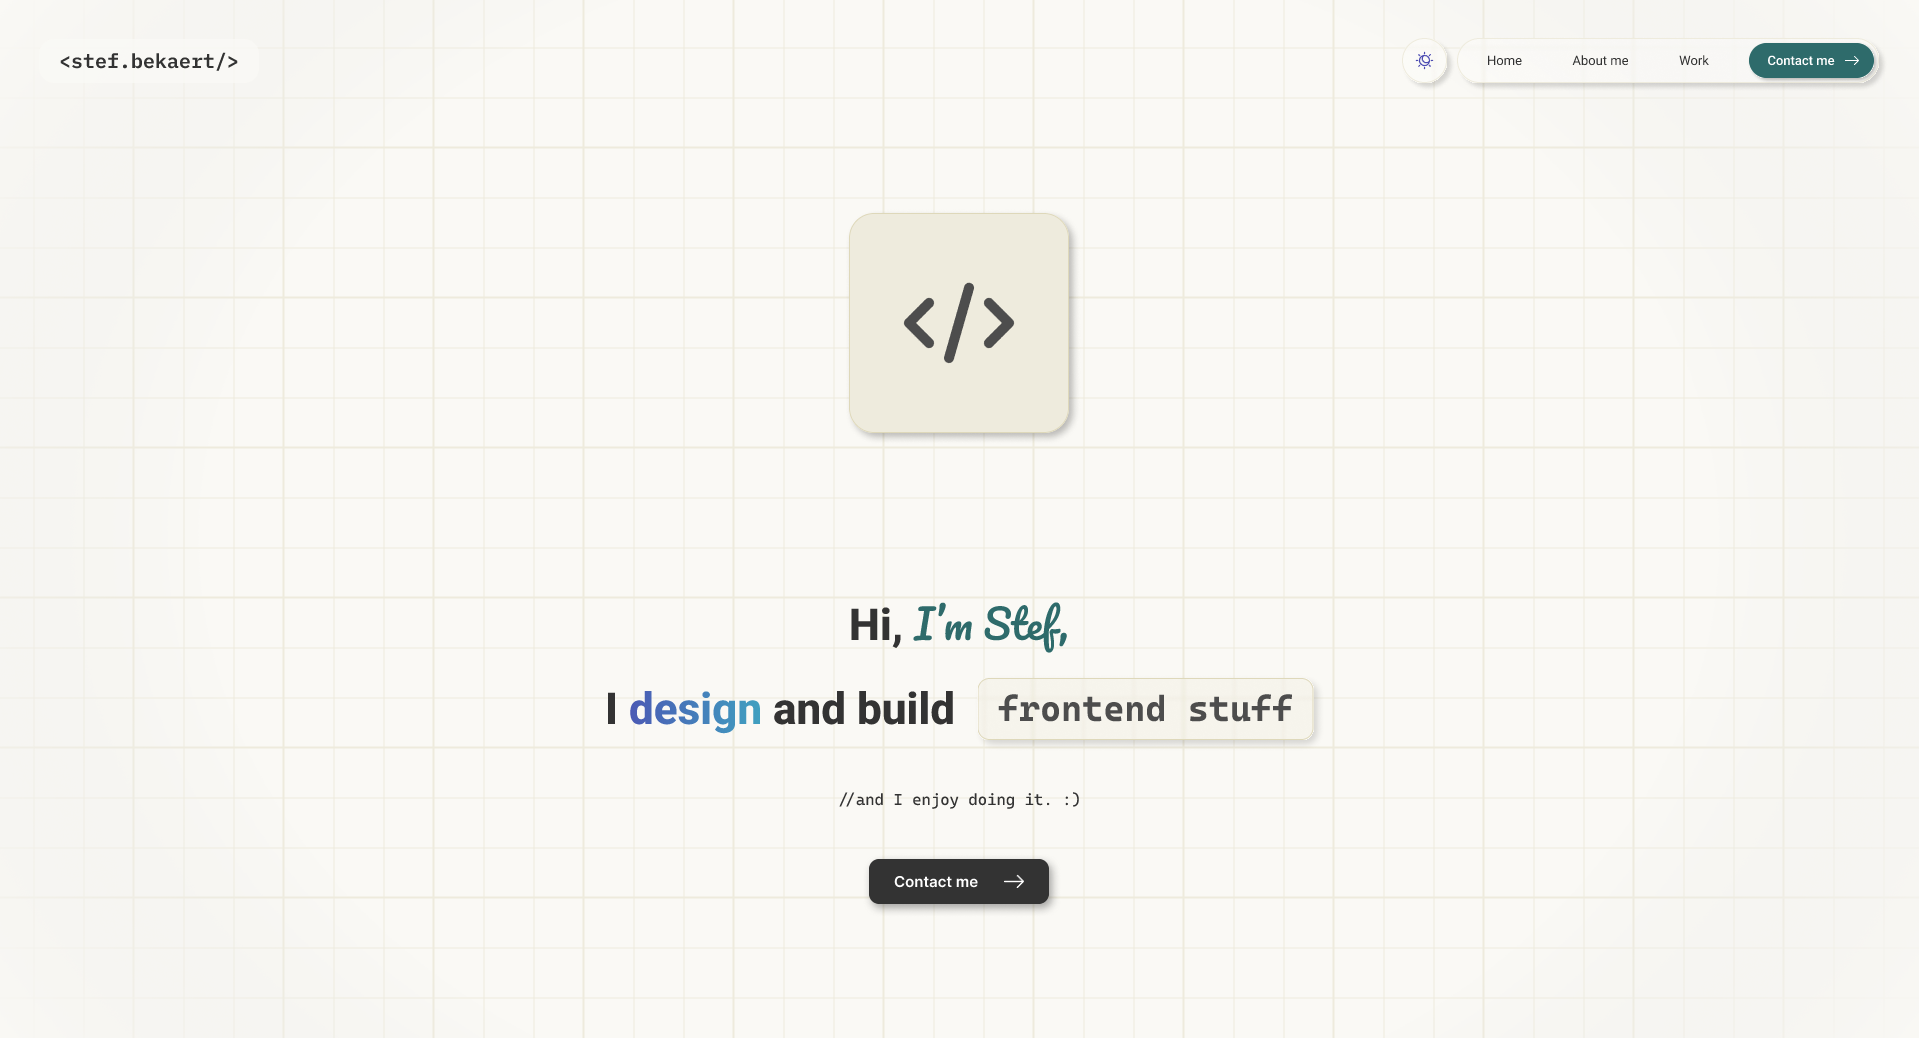 <stef.bekaert/>
Home About me Work Contact me
</>
Hi, I'm Stef,
I design and build frontend stuff
//and I enjoy doing it. :)
Contact me